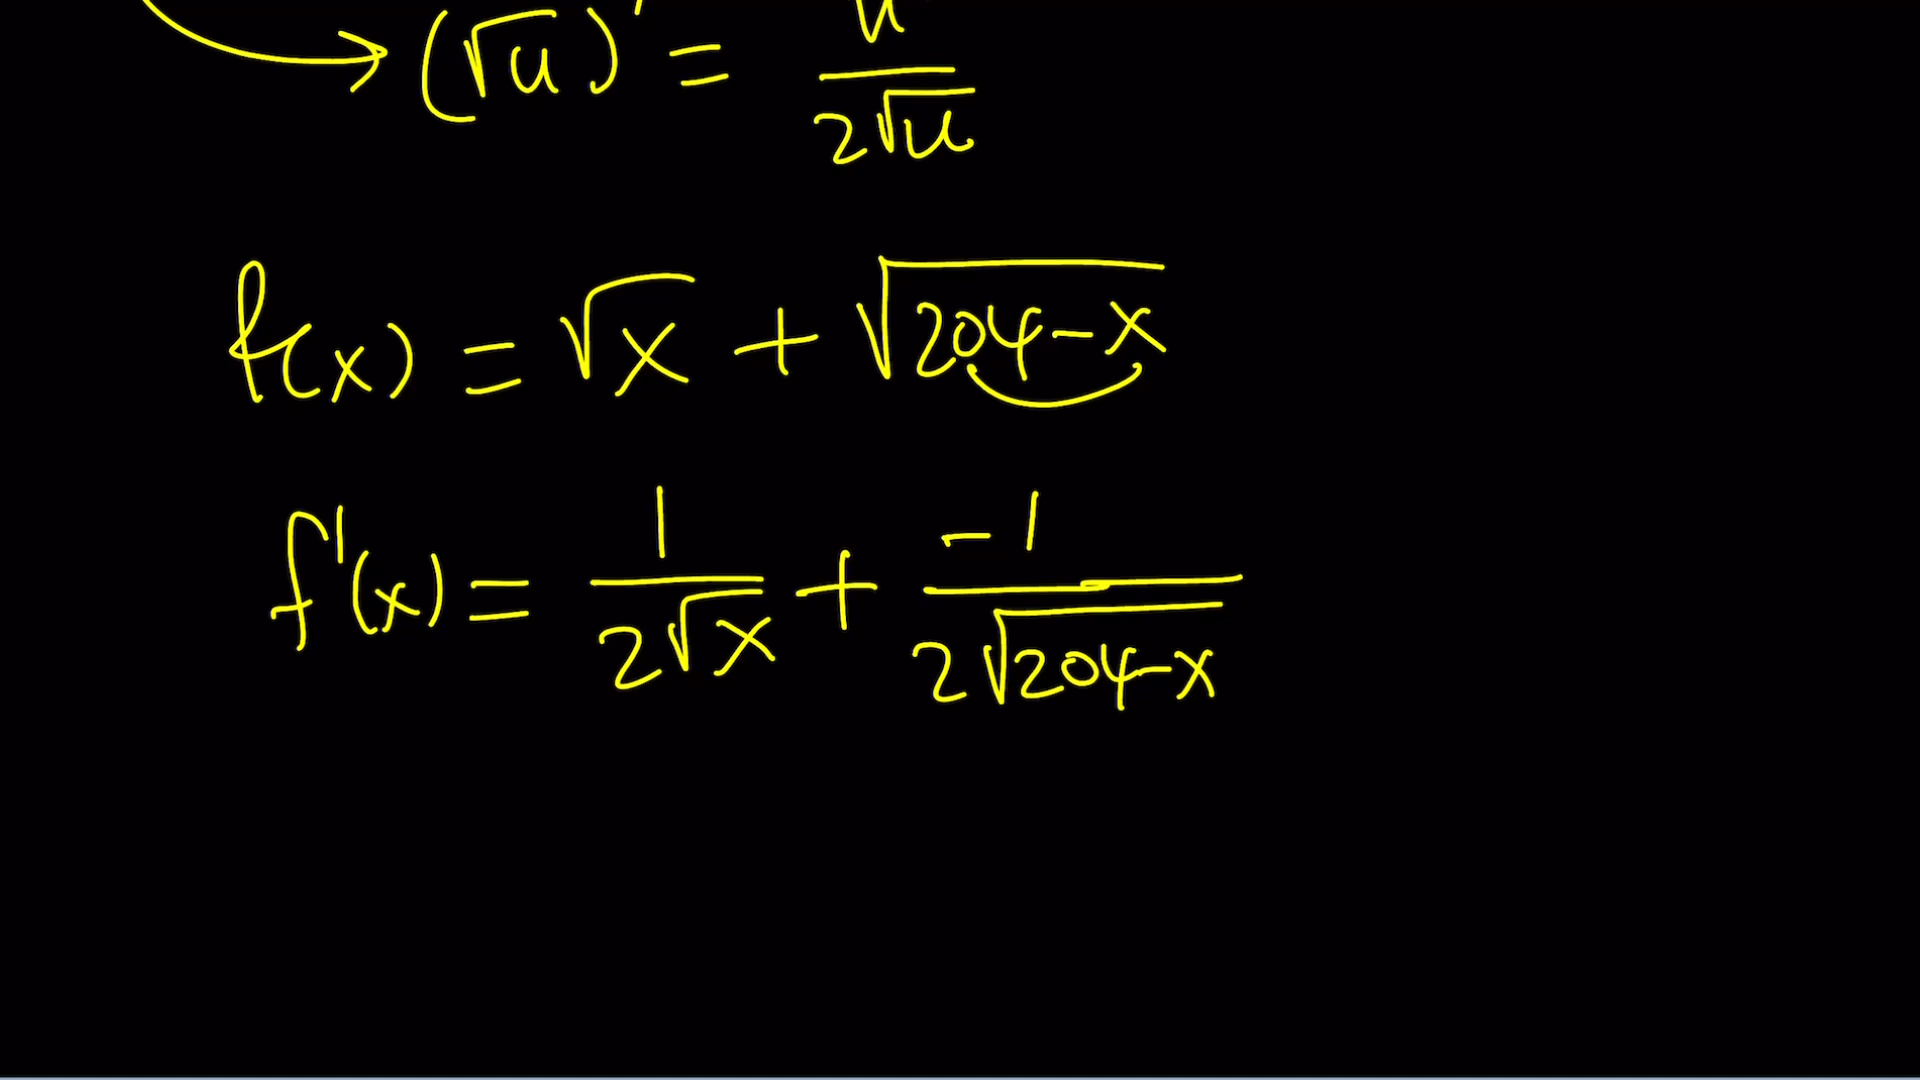 (√u)' = u' / 2√u
f(x) = √x + √(204-x)
f'(x) = 1 / 2√x + -1 / 2√(204-x)